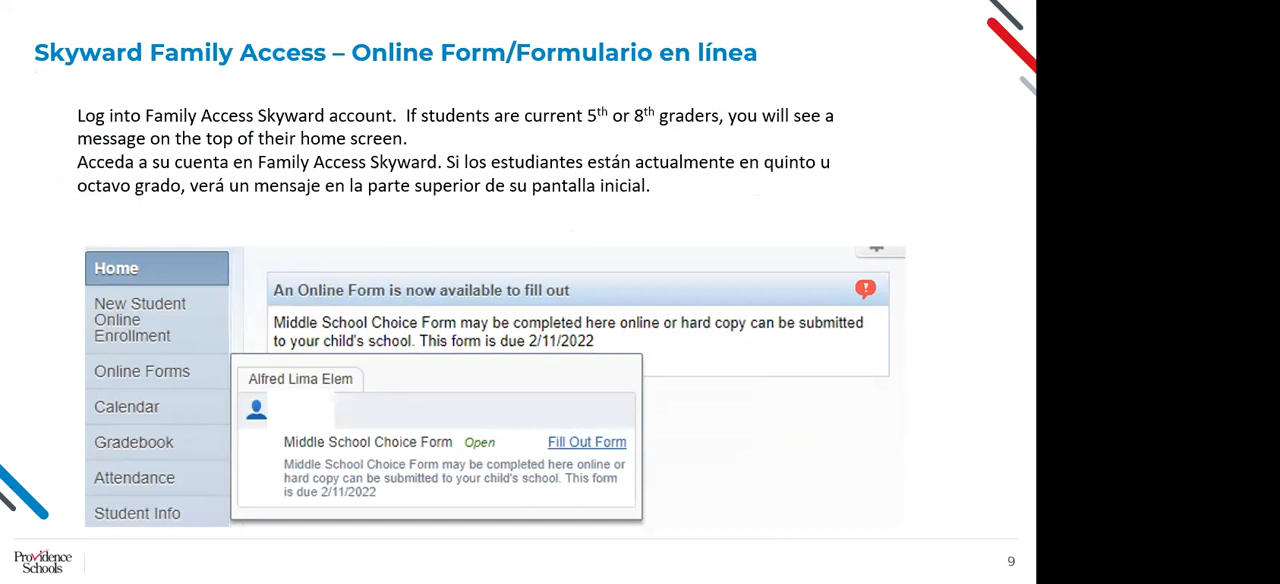 Skyward Family Access – Online Form/Formulario en línea
Log into Family Access Skyward account.  If students are current 5th or 8th graders, you will see a
message on the top of their home screen.
Acceda a su cuenta en Family Access Skyward. Si los estudiantes están actualmente en quinto u
octavo grado, verá un mensaje en la parte superior de su pantalla inicial.
Home
New Student
Online
Enrollment
Online Forms
Calendar
Gradebook
Attendance
Student Info
An Online Form is now available to fill out
Middle School Choice Form may be completed here online or hard copy can be submitted
to your child's school. This form is due 2/11/2022
Alfred Lima Elem
Middle School Choice Form Open Fill Out Form
Middle School Choice Form may be completed here online or
hard copy can be submitted to your child's school. This form
is due 2/11/2022
Providence
Schools
9